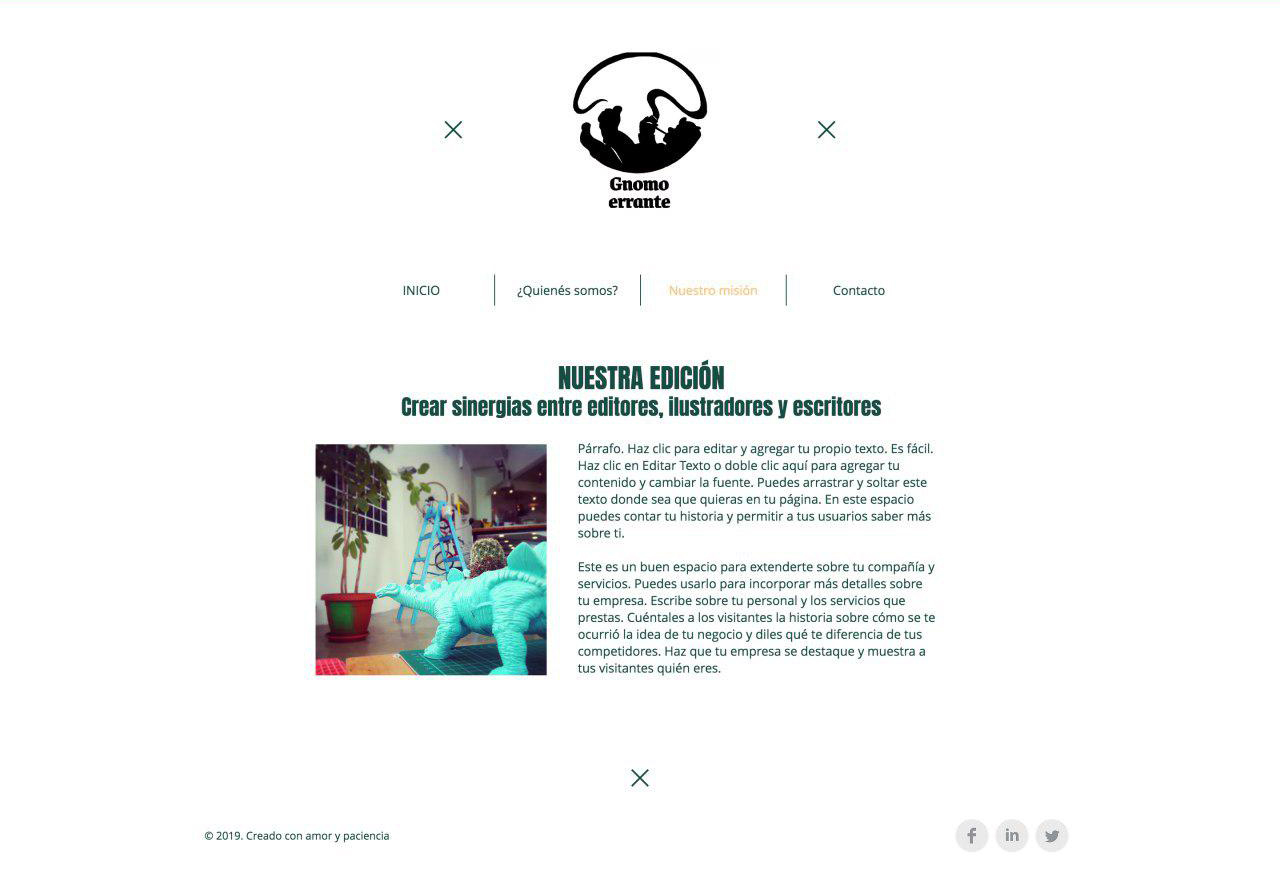 Gnomo
errante
INICIO
¿Quienés somos?
Nuestro misión
Contacto
NUESTRA EDICIÓN
Crear sinergias entre editores, ilustradores y escritores
Párrafo. Haz clic para editar y agregar tu propio texto. Es fácil.
Haz clic en Editar Texto o doble clic aquí para agregar tu
contenido y cambiar la fuente. Puedes arrastrar y soltar este
texto donde sea que quieras en tu página. En este espacio
puedes contar tu historia y permitir a tus usuarios saber más
sobre ti.
Este es un buen espacio para extenderte sobre tu compañía y
servicios. Puedes usarlo para incorporar más detalles sobre
tu empresa. Escribe sobre tu personal y los servicios que
prestas. Cuéntales a los visitantes la historia sobre cómo se te
ocurrió la idea de tu negocio y diles qué te diferencia de tus
competidores. Haz que tu empresa se destaque y muestra a
tus visitantes quién eres.
© 2019. Creado con amor y paciencia